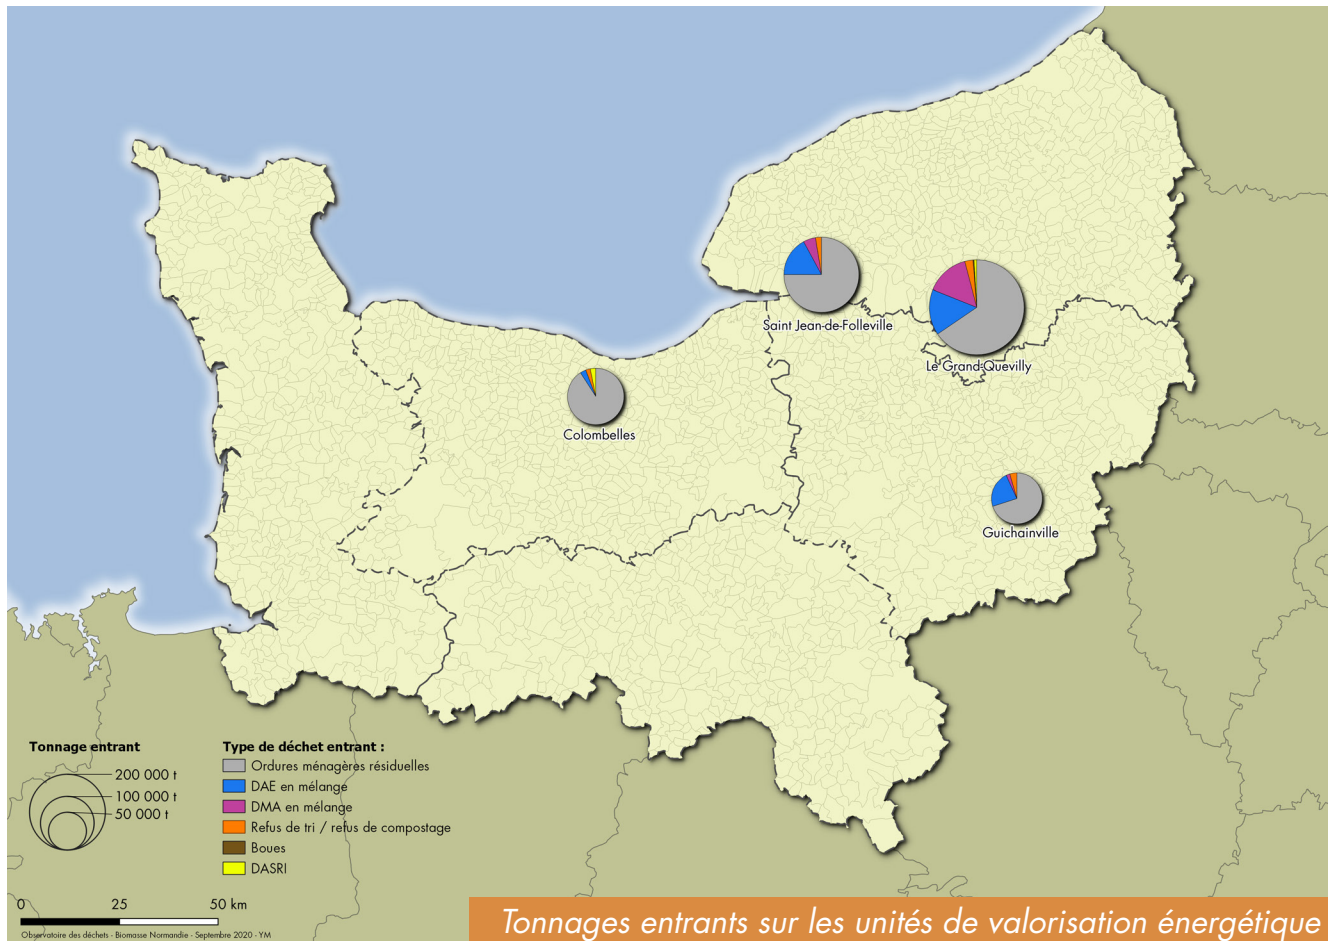 Saint Jean-de-Folleville
Le Grand-Quevilly
Colombelles
Guichainville
Tonnage entrant
200 000 t
100 000 t
50 000 t
Type de déchet entrant :
Ordures ménagères résiduelles
DAE en mélange
DMA en mélange
Refus de tri / refus de compostage
Boues
DASRI
0 25 50 km
Observatoire des déchets - Biomasse Normandie - Septembre 2020 - YM
Tonnages entrants sur les unités de valorisation énergétique